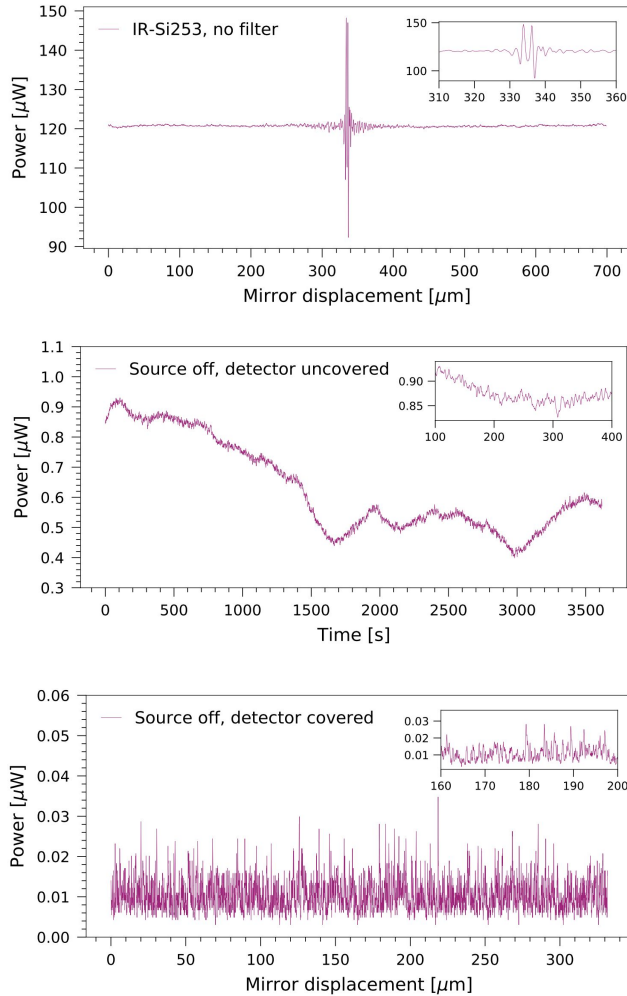 150
140
130
120
110
100
90
Power [μW]
IR-Si253, no filter
150
100
310 320 330 340 350 360
0 100 200 300 400 500 600 700
Mirror displacement [μm]
1.1
1.0
0.9
0.8
0.7
0.6
0.5
0.4
0.3
Power [μW]
Source off, detector uncovered
0.90
0.85
100 200 300 400
0 500 1000 1500 2000 2500 3000 3500
Time [s]
0.06
0.05
0.04
0.03
0.02
0.01
0.00
Power [μW]
Source off, detector covered
0.03
0.02
0.01
160 170 180 190 200
0 50 100 150 200 250 300
Mirror displacement [μm]